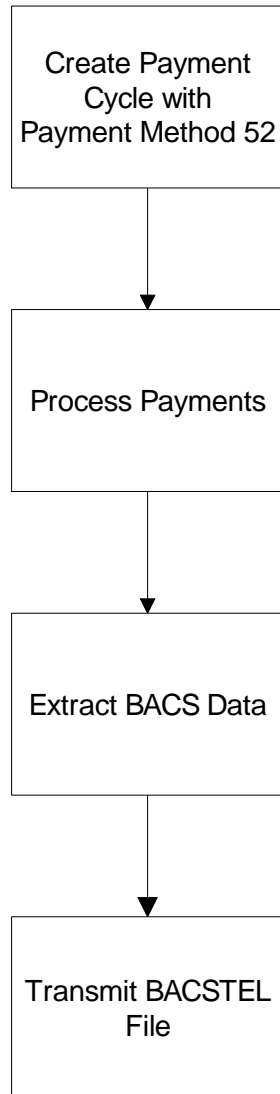 Create Payment
Cycle with
Payment Method 52
Process Payments
Extract BACS Data
Transmit BACSTEL
File